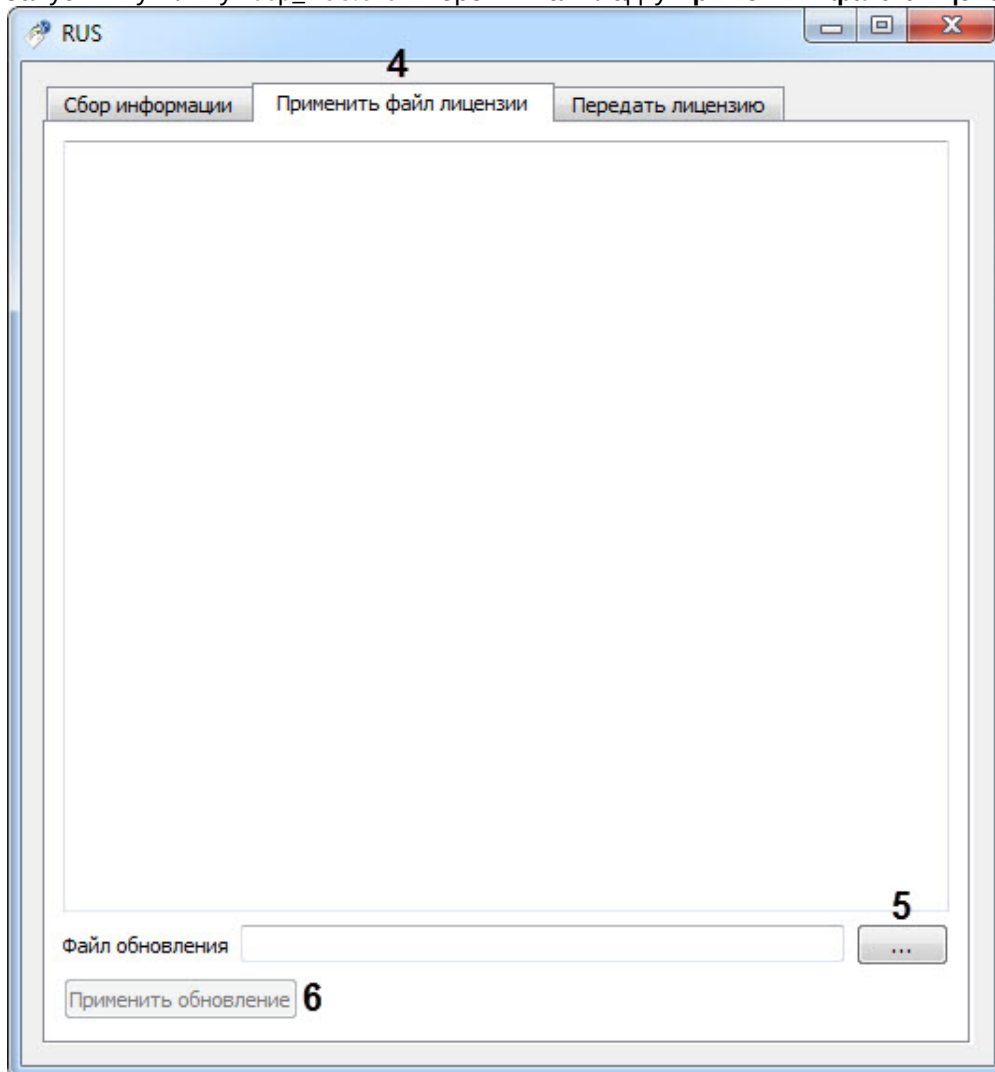 RUS
4
Сбор информации Применить файл лицензии Передать лицензию
5
Файл обновления ...
Применить обновление 6